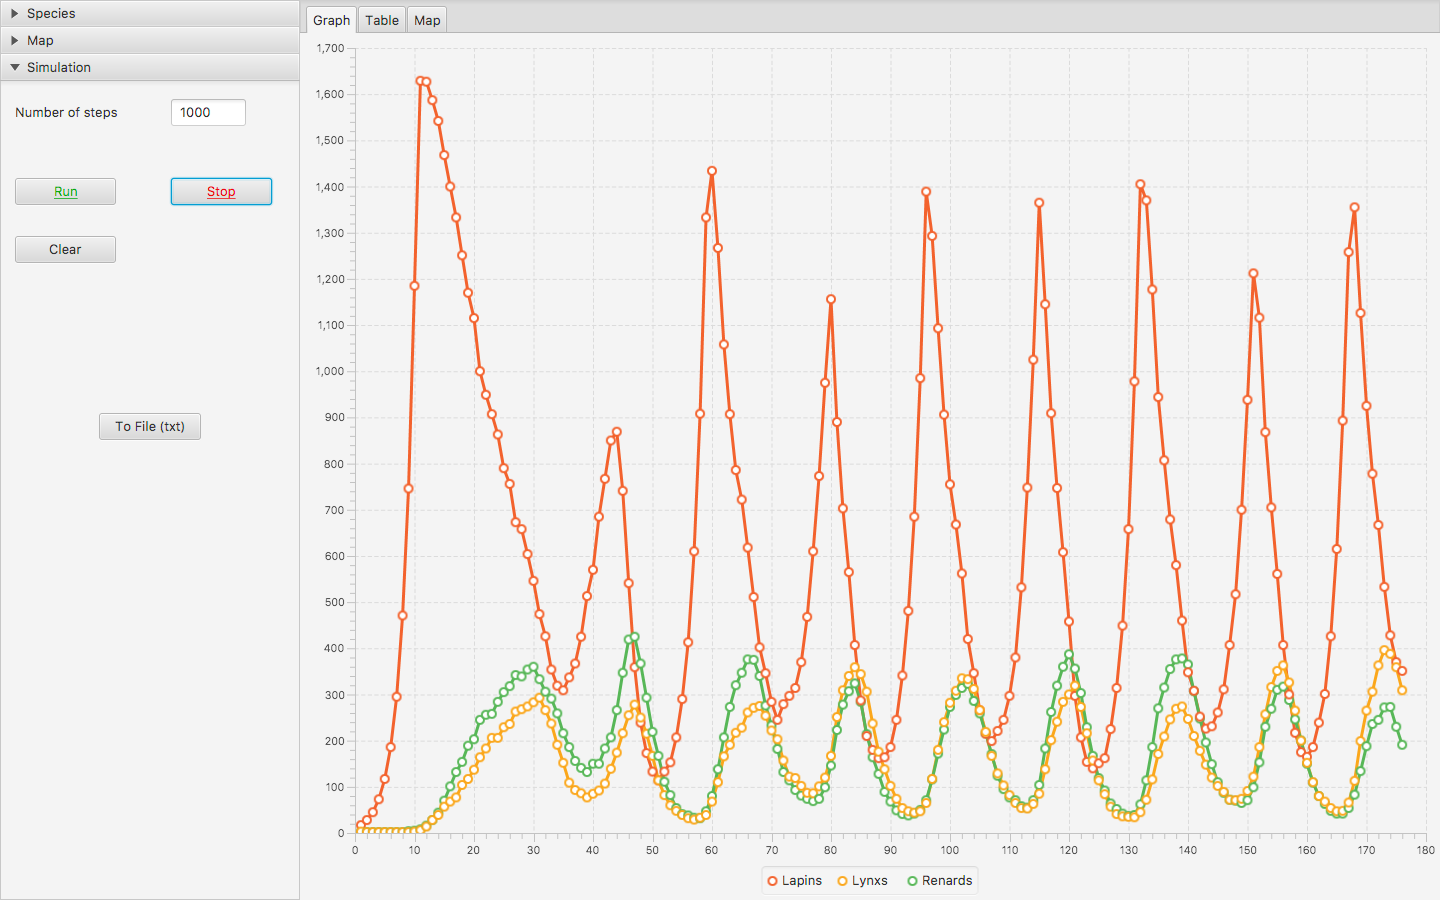 Species
Map
Simulation
Number of steps 1000
Run Stop
Clear
To File (txt)
Graph Table Map
1,700
1,600
1,500
1,400
1,300
1,200
1,100
1,000
900
800
700
600
500
400
300
200
100
0
0 10 20 30 40 50 60 70 80 90 100 110 120 130 140 150 160 170 180
Lapins Lynxs Renards